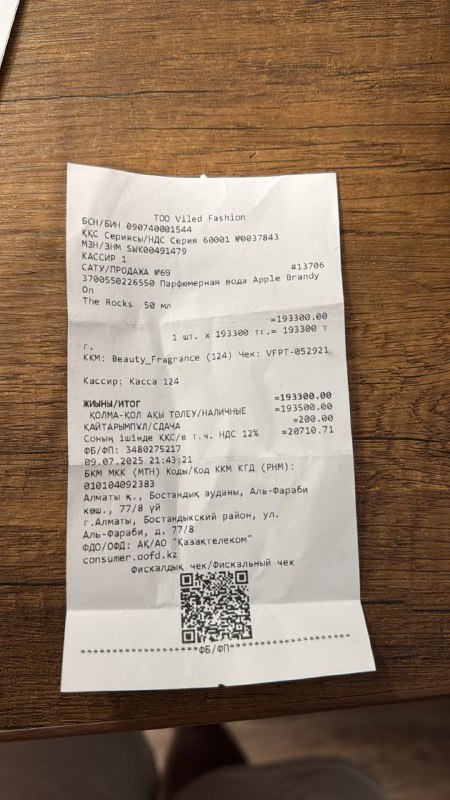 ТОО Viled Fashion
БСН/БИН 090740001544
ҚҚС Сериясы/НДС Серия 60001 №0037843
МЗН/ЗНМ SWK00491479
КАССИР 1
САТУ/ПРОДАЖА №69 #13706
3700550226550 Парфюмерная вода Apple Brandy
On
The Rocks 50 мл
=193300.00
1 шт. x 193300 тг.= 193300 т
г.
ККМ: Beauty_Fragrance (124) Чек: VFPT-052921
Кассир: Касса 124
ЖИЫНЫ/ИТОГ =193300.00
ҚОЛМА-ҚОЛ АҚЫ ТӨЛЕУ/НАЛИЧНЫЕ =193500.00
ҚАЙТАРЫМПУЛ/СДАЧА =200.00
Соның ішінде ҚҚС/в т.ч. НДС 12% =20710.71
ФБ/ФП: 3480275217
09.07.2025 21:43:21
БКМ МКК (МТН) Коды/Код ККМ КГД (РНМ):
010104092383
Алматы қ., Бостандық ауданы, Аль-Фараби
көш., 77/8 үй
г.Алматы, Бостандыкский район, ул.
Аль-Фараби, д. 77/8
ФДО/ОФД: АҚ/АО "Қазақтелеком"
consumer.oofd.kz
Фискалдық чек/Фискальный чек
********************ФБ/ФП********************